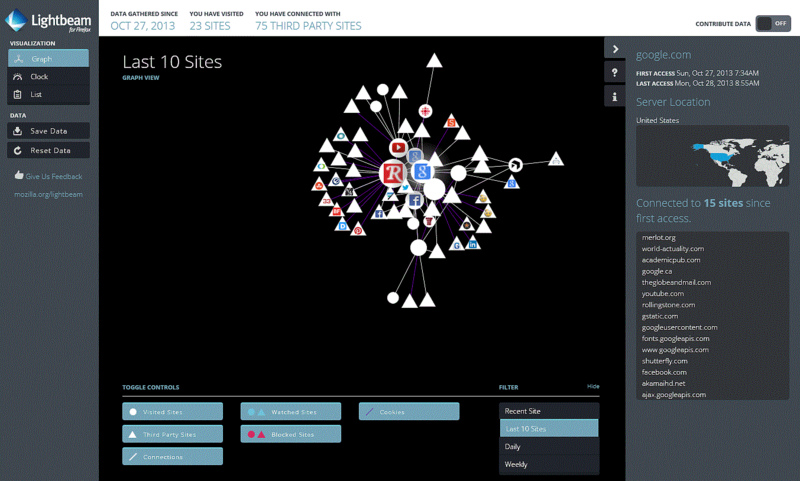 Lightbeam
for Firefox
DATA GATHERED SINCE
OCT 27, 2013
YOU HAVE VISITED
23 SITES
YOU HAVE CONNECTED WITH
75 THIRD PARTY SITES
CONTRIBUTE DATA
OFF
VISUALIZATION
Graph
Clock
List
DATA
Save Data
Reset Data
Give Us Feedback
mozilla.org/lightbeam
Last 10 Sites
GRAPH VIEW
TOGGLE CONTROLS
Visited Sites
Watched Sites
Cookies
Third Party Sites
Blocked Sites
Connections
FILTER
Hide
Recent Site
Last 10 Sites
Daily
Weekly
google.com
FIRST ACCESS Sun, Oct 27, 2013 7:34AM
LAST ACCESS Mon, Oct 28, 2013 8:55AM
Server Location
United States
Connected to 15 sites since
first access.
merlot.org
world-actuality.com
academicpub.com
google.ca
theglobeandmail.com
youtube.com
rollingstone.com
gstatic.com
googleusercontent.com
fonts.googleapis.com
www.googleapis.com
shutterfly.com
facebook.com
akamaihd.net
ajax.googleapis.com